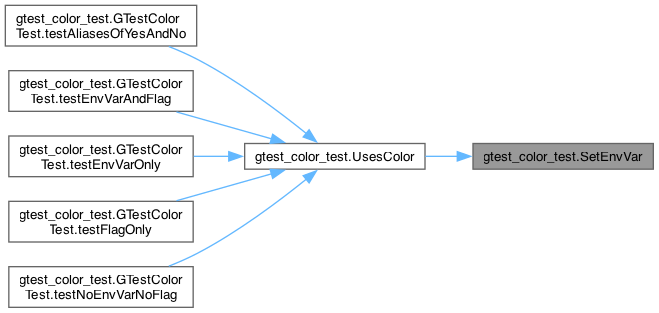 gtest_color_test.GTestColor
Test.testAliasesOfYesAndNo
gtest_color_test.GTestColor
Test.testEnvVarAndFlag
gtest_color_test.GTestColor
Test.testEnvVarOnly
gtest_color_test.UsesColor
gtest_color_test.SetEnvVar
gtest_color_test.GTestColor
Test.testFlagOnly
gtest_color_test.GTestColor
Test.testNoEnvVarNoFlag